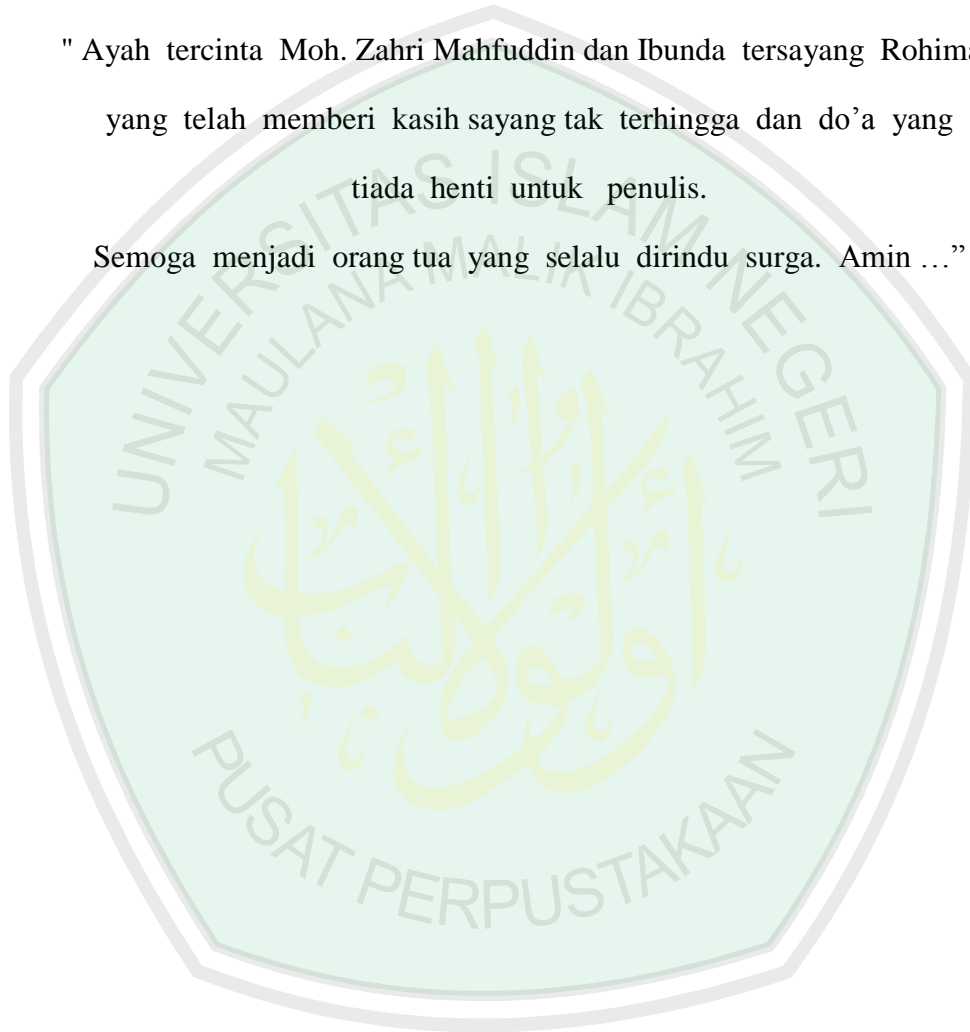 " Ayah tercinta Moh. Zahri Mahfuddin dan Ibunda tersayang
yang telah memberi kasih sayang tak terhingga dan do’a yang
tiada henti untuk penulis.
Semoga menjadi orang tua yang selalu dirindu surga. Amin …”
UNIVERSITAS ISLAM NEGERI
MAULANA MALIK IBRAHIM
أولوا الألباب
PUSAT PERPUSTAKAAN